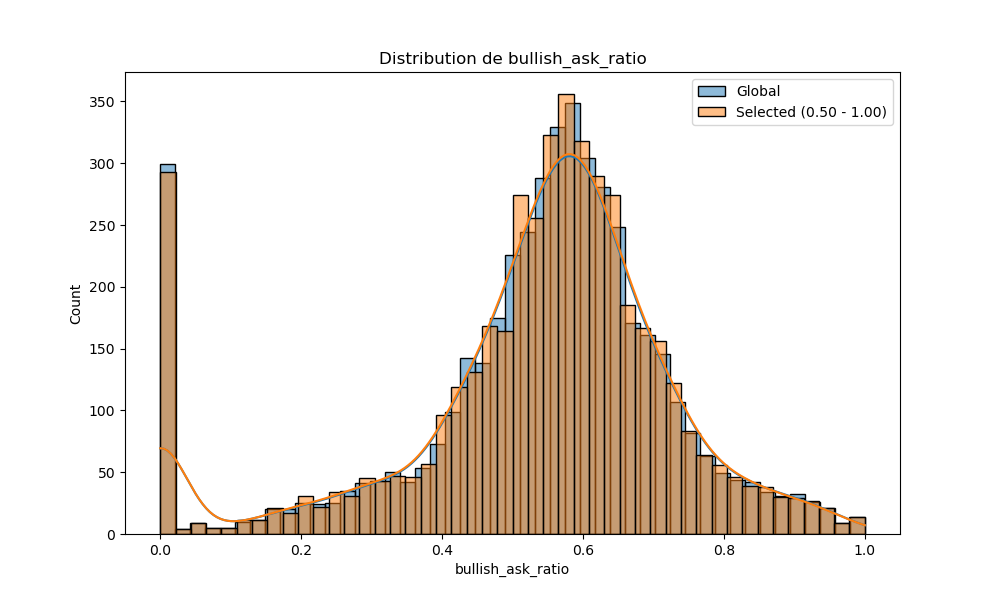 Distribution de bullish_ask_ratio
Global
Selected (0.50 - 1.00)
350
300
250
200
150
100
50
0
Count
0.0 0.2 0.4 0.6 0.8 1.0
bullish_ask_ratio